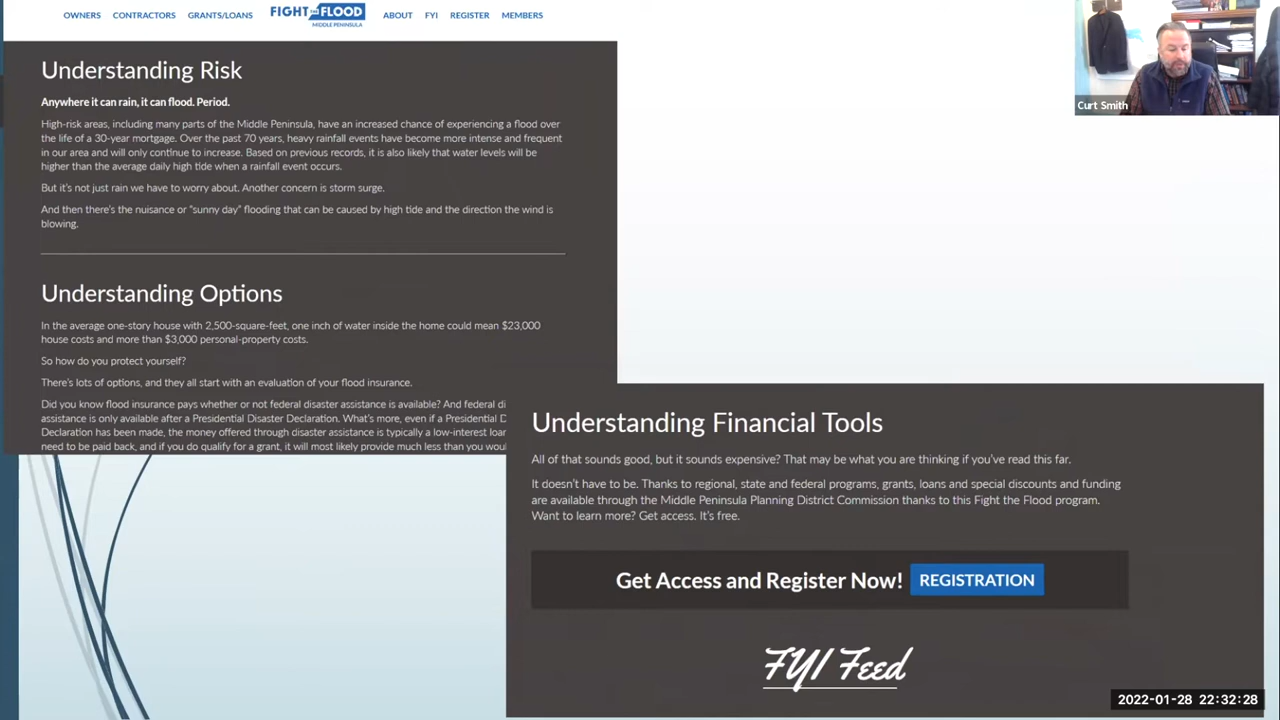 OWNERS CONTRACTORS GRANTS/LOANS FIGHT THE FLOOD MIDDLE PENINSULA ABOUT FYI REGISTER MEMBERS
Curt Smith
Understanding Risk
Anywhere it can rain, it can flood. Period.
High-risk areas, including many parts of the Middle Peninsula, have an increased chance of experiencing a flood over
the life of a 30-year mortgage. Over the past 70 years, heavy rainfall events have become more intense and frequent
in our area and will only continue to increase. Based on previous records, it is also likely that water levels will be
higher than the average daily high tide when a rainfall event occurs.
But it's not just rain we have to worry about. Another concern is storm surge.
And then there's the nuisance or “sunny day” flooding that can be caused by high tide and the direction the wind is
blowing.
Understanding Options
In the average one-story house with 2,500-square-feet, one inch of water inside the home could mean $23,000
house costs and more than $3,000 personal-property costs.
So how do you protect yourself?
There's lots of options, and they all start with an evaluation of your flood insurance.
Did you know flood insurance pays whether or not federal disaster assistance is available? And federal di
assistance is only available after a Presidential Disaster Declaration. What's more, even if a Presidential D
Declaration has been made, the money offered through disaster assistance is typically a low-interest loan
need to be paid back, and if you do qualify for a grant, it will most likely provide much less than you woul
Understanding Financial Tools
All of that sounds good, but it sounds expensive? That may be what you are thinking if you've read this far.
It doesn't have to be. Thanks to regional, state and federal programs, grants, loans and special discounts and funding
are available through the Middle Peninsula Planning District Commission thanks to this Fight the Flood program.
Want to learn more? Get access. It's free.
Get Access and Register Now! REGISTRATION
FYI Feed
2022-01-28 22:32:28